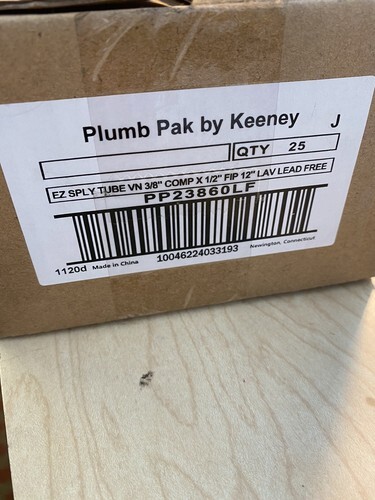 Plumb Pak by Keeney J
QTY 25
EZ SPLY TUBE VN 3/8" COMP X 1/2" FIP 12" LAV LEAD FREE
PP23860LF
1120d Made in China 10046224033193 Newington, Connecticut